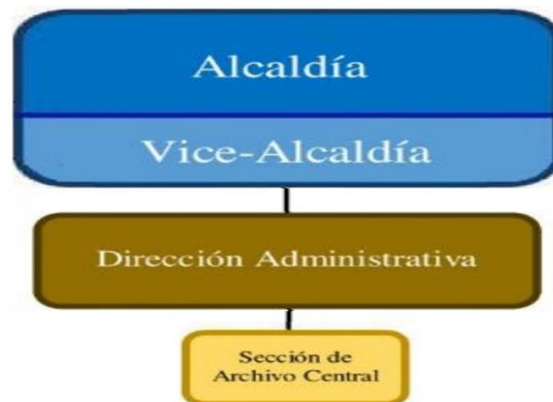 Alcaldía
Vice-Alcaldía
Dirección Administrativa
Sección de
Archivo Central